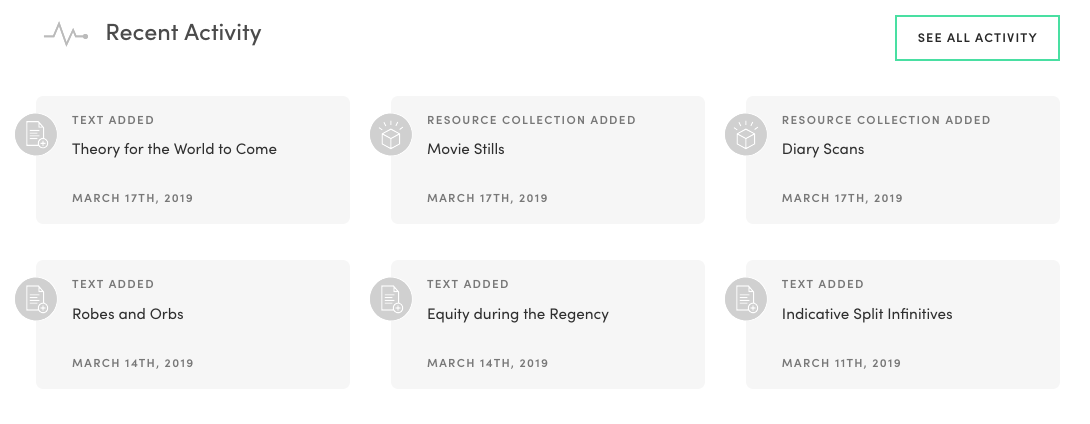 Recent Activity
SEE ALL ACTIVITY
TEXT ADDED
Theory for the World to Come
MARCH 17TH, 2019
RESOURCE COLLECTION ADDED
Movie Stills
MARCH 17TH, 2019
RESOURCE COLLECTION ADDED
Diary Scans
MARCH 17TH, 2019
TEXT ADDED
Robes and Orbs
MARCH 14TH, 2019
TEXT ADDED
Equity during the Regency
MARCH 14TH, 2019
TEXT ADDED
Indicative Split Infinitives
MARCH 11TH, 2019